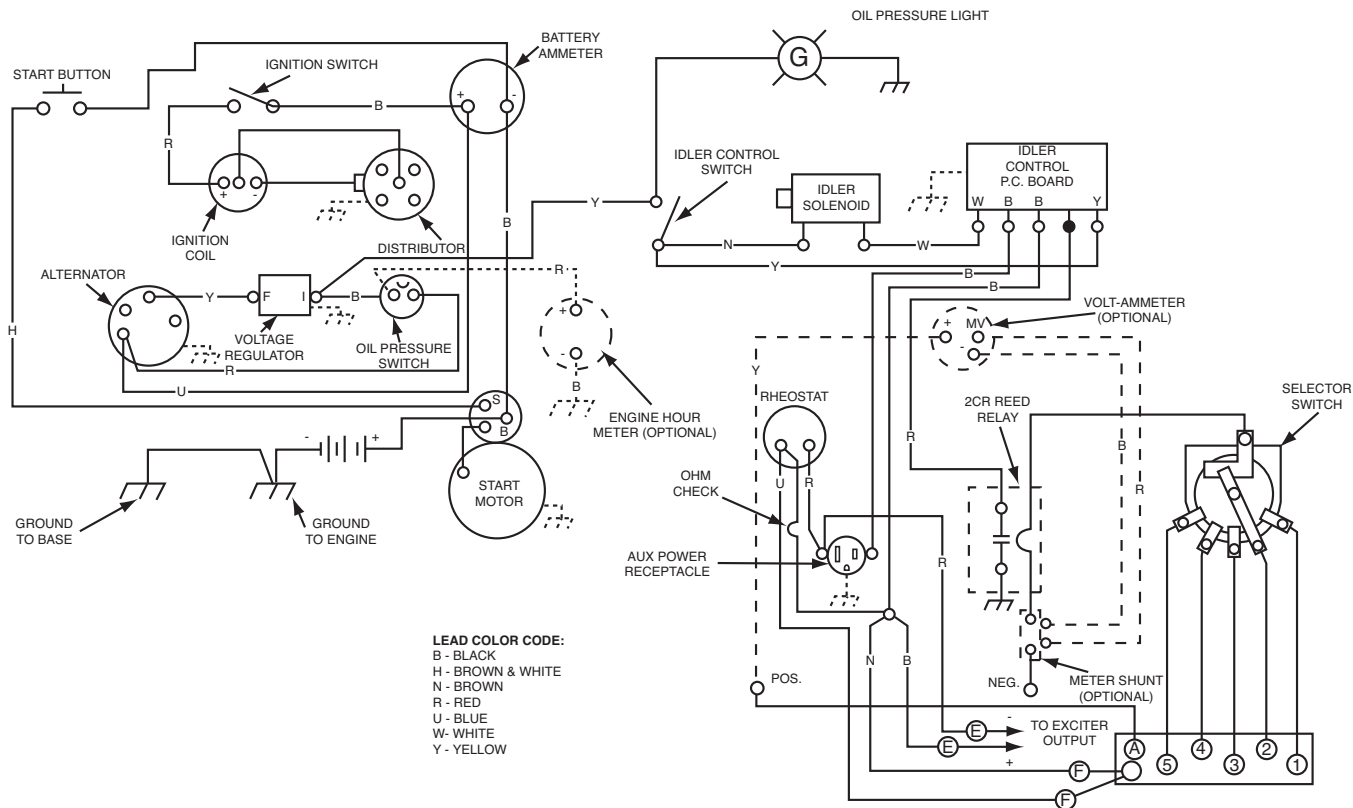 OIL PRESSURE LIGHT
G
BATTERY
AMMETER
+
-
START BUTTON
IGNITION SWITCH
B
R
+
-
IGNITION
COIL
DISTRIBUTOR
B
H
IDLER CONTROL
SWITCH
Y
IDLER
SOLENOID
IDLER
CONTROL
P.C. BOARD
W
B
B
Y
N
W
Y
B
B
ALTERNATOR
Y
F
I
B
VOLTAGE
REGULATOR
OIL PRESSURE
SWITCH
R
U
R
+
-
B
ENGINE HOUR
METER (OPTIONAL)
S
B
START
MOTOR
-
+
GROUND
TO BASE
GROUND
TO ENGINE
+
MV
-
VOLT-AMMETER
(OPTIONAL)
Y
RHEOSTAT
U
R
OHM
CHECK
AUX POWER
RECEPTACLE
R
R
2CR REED
RELAY
B
R
SELECTOR
SWITCH
N
B
POS.
NEG.
METER SHUNT
(OPTIONAL)
E
-
TO EXCITER
OUTPUT
E
+
F
F
A
5
4
3
2
1
LEAD COLOR CODE:
B - BLACK
H - BROWN & WHITE
N - BROWN
R - RED
U - BLUE
W- WHITE
Y - YELLOW